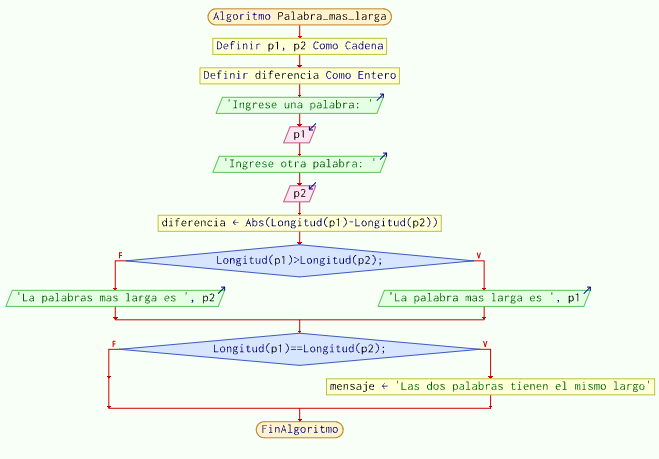 Algoritmo Palabra_mas_larga
Definir p1, p2 Como Cadena
Definir diferencia Como Entero
'Ingrese una palabra: '
p1
'Ingrese otra palabra: '
p2
diferencia ← Abs(Longitud(p1)-Longitud(p2))
F
V
Longitud(p1)>Longitud(p2);
'La palabras mas larga es ', p2
'La palabra mas larga es ', p1
F
V
Longitud(p1)==Longitud(p2);
mensaje ← 'Las dos palabras tienen el mismo largo'
FinAlgoritmo